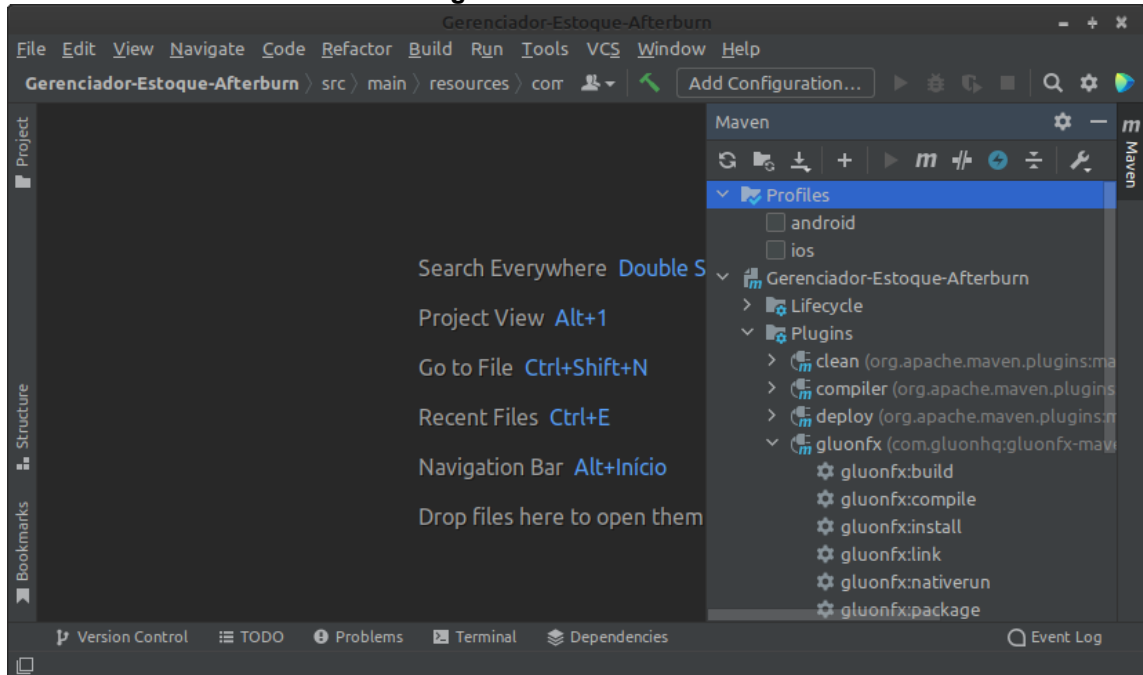 Gerenciador-Estoque-Afterburn
File Edit View Navigate Code Refactor Build Run Tools VCS Window Help
Gerenciador-Estoque-Afterburn src main resources com Add Configuration...
Project
Structure
Bookmarks
Search Everywhere Double S
Project View Alt+1
Go to File Ctrl+Shift+N
Recent Files Ctrl+E
Navigation Bar Alt+Início
Drop files here to open them
Maven
m
Maven
Profiles
android
ios
Gerenciador-Estoque-Afterburn
Lifecycle
Plugins
clean (org.apache.maven.plugins:ma
compiler (org.apache.maven.plugins
deploy (org.apache.maven.plugins:m
gluonfx (com.gluonhq:gluonfx-mave
gluonfx:build
gluonfx:compile
gluonfx:install
gluonfx:link
gluonfx:nativerun
gluonfx:package
Version Control TODO Problems Terminal Dependencies Event Log